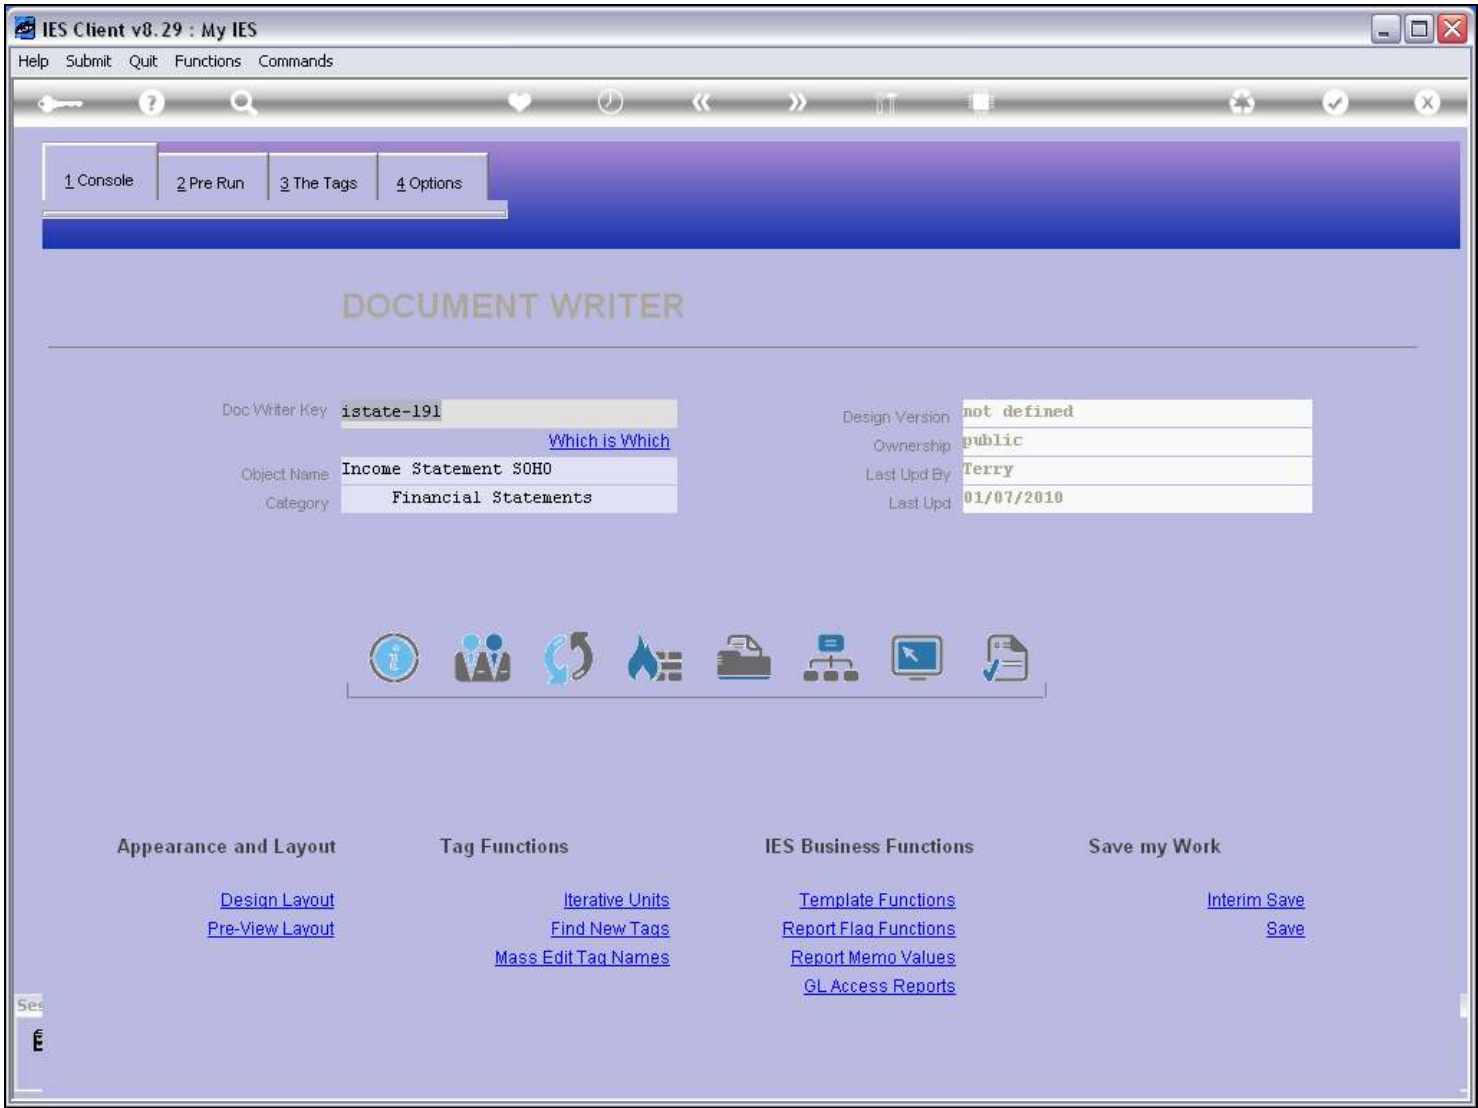 IES Client v8.29 : My IES
Help Submit Quit Functions Commands
1 Console 2 Pre Run 3 The Tags 4 Options
DOCUMENT WRITER
Doc Writer Key istate-191
Which is Which
Object Name Income Statement SOHO
Category Financial Statements
Design Version not defined
Ownership public
Last Upd By Terry
Last Upd 01/07/2010
Appearance and Layout
Design Layout
Pre-View Layout
Tag Functions
Iterative Units
Find New Tags
Mass Edit Tag Names
IES Business Functions
Template Functions
Report Flag Functions
Report Memo Values
GL Access Reports
Save my Work
Interim Save
Save